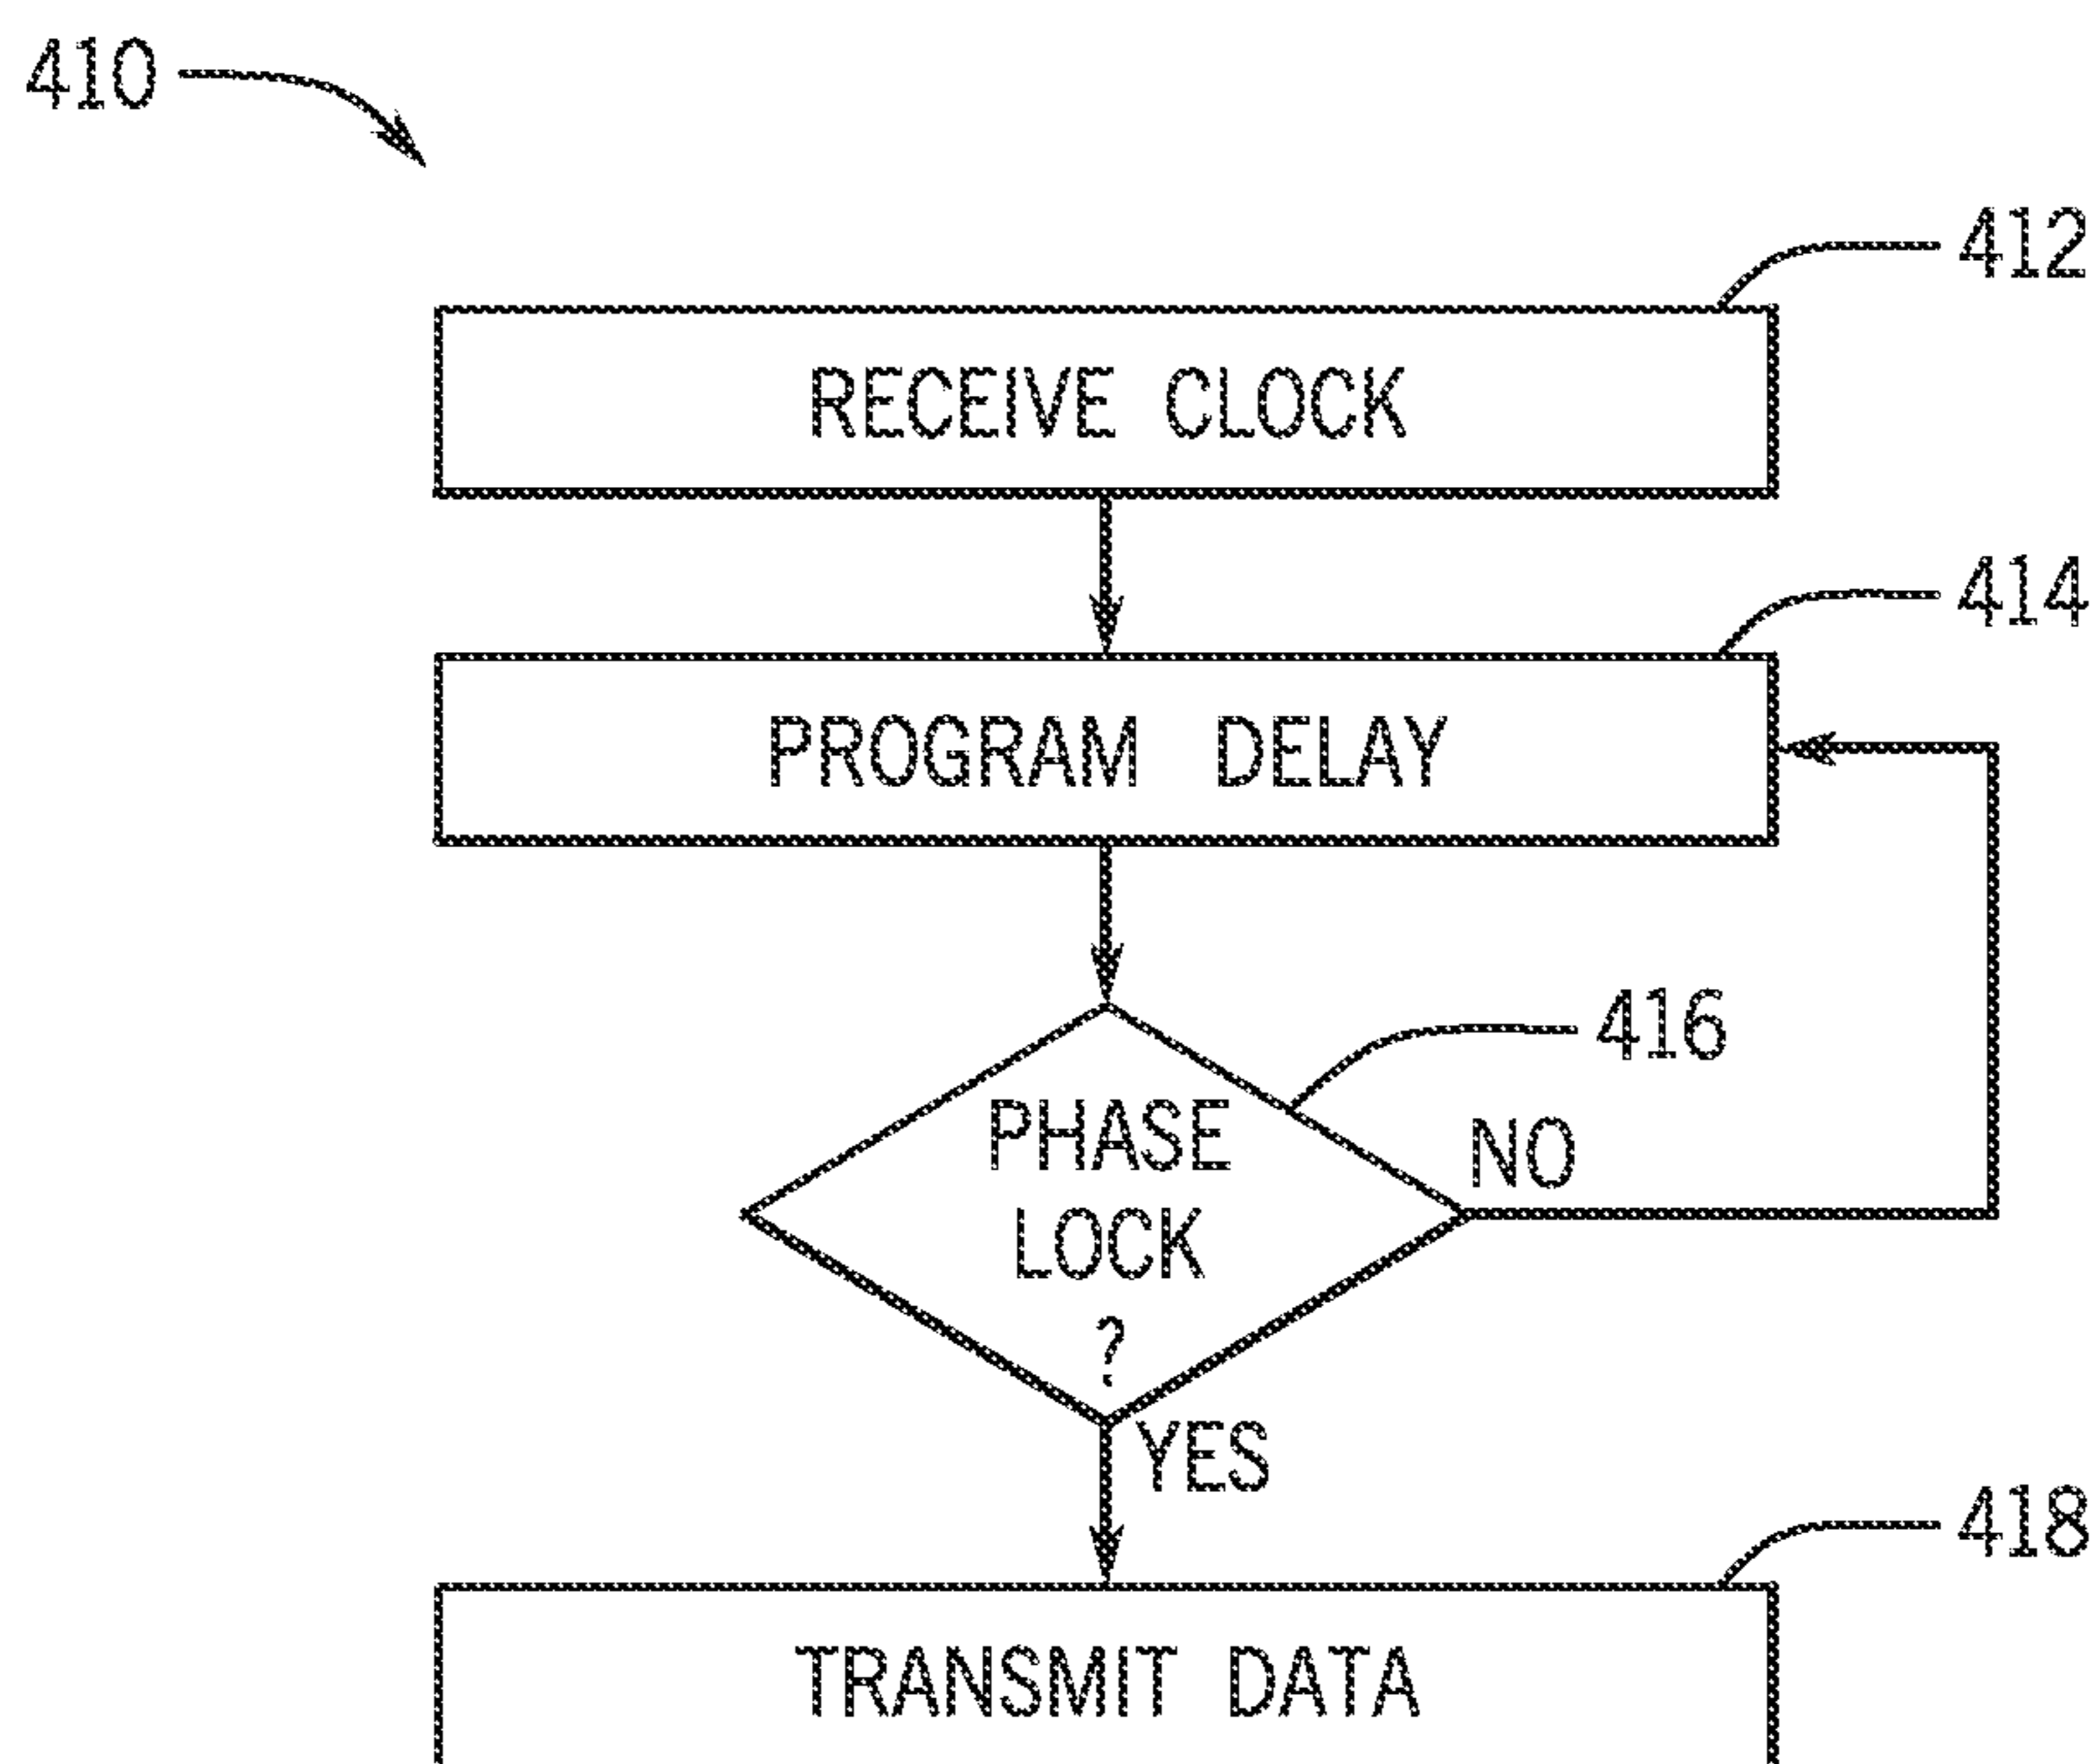 410
412
RECEIVE CLOCK
414
PROGRAM DELAY
416
PHASE
LOCK
?
NO
YES
418
TRANSMIT DATA